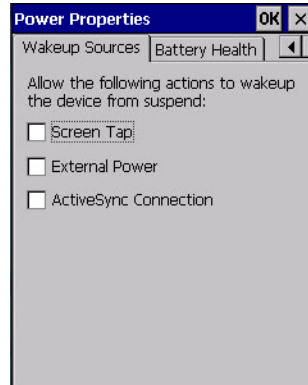 Power Properties OK ×
Wakeup Sources Battery Health
Allow the following actions to wakeup
the device from suspend:
Screen Tap
External Power
ActiveSync Connection